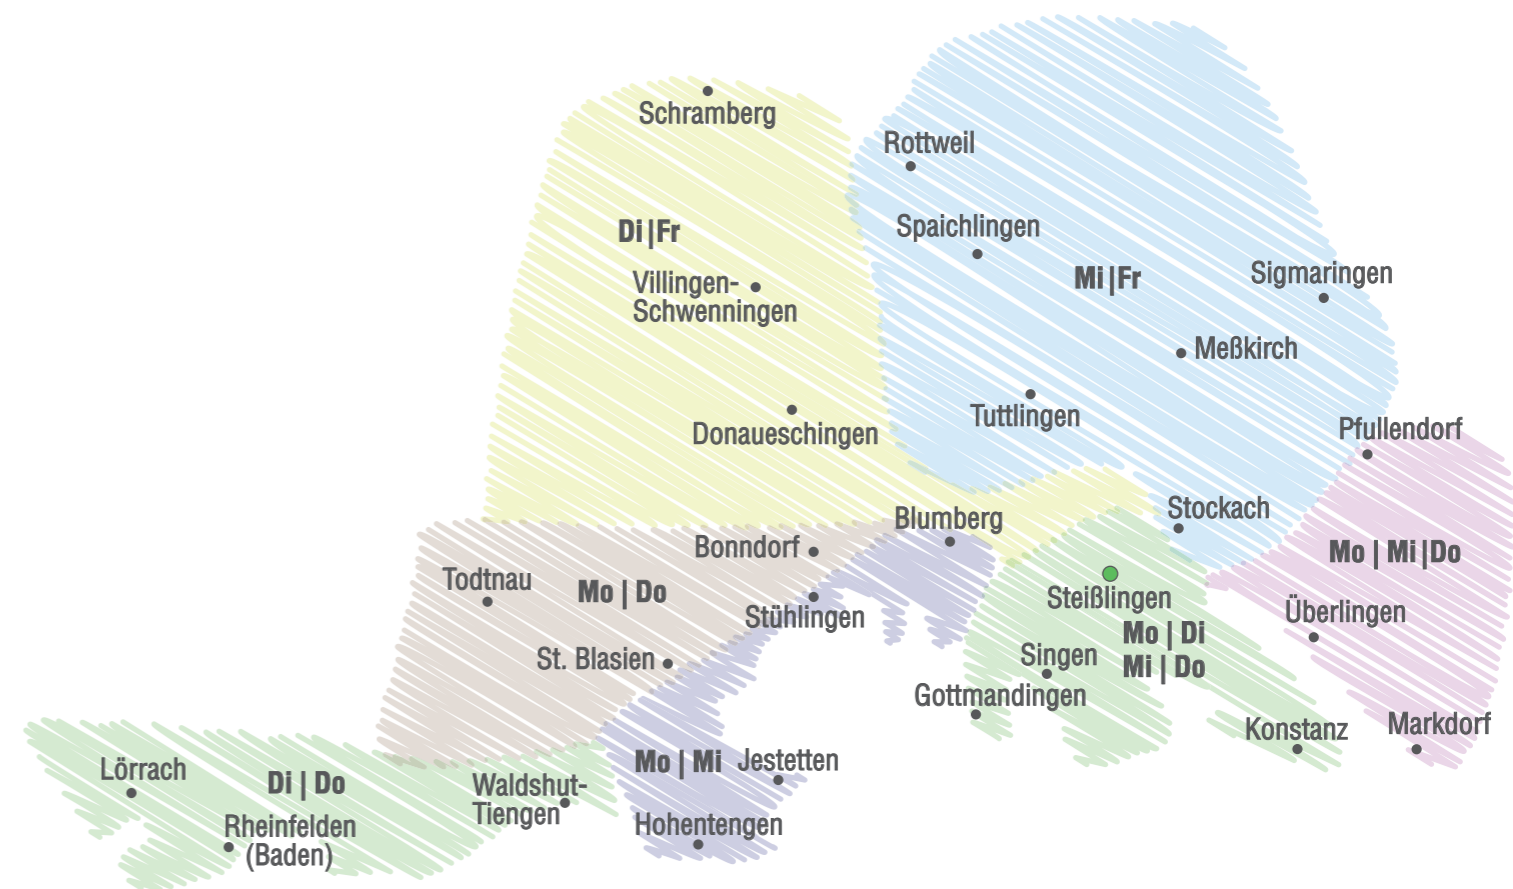 Schramberg
Rottweil
Spaichlingen
Di|Fr
Mi|Fr
Sigmaringen
Villingen-
Schwenningen
Meßkirch
Tuttlingen
Donaueschingen
Pfullendorf
Stockach
Blumberg
Bonndorf
Mo | Mi|Do
Todtnau
Mo | Do
Steißlingen
Überlingen
Stühlingen
Mo | Di
Mi | Do
St. Blasien
Singen
Gottmandingen
Konstanz
Markdorf
Mo | Mi
Jestetten
Lörrach
Di | Do
Waldshut-
Tiengen
Rheinfelden
(Baden)
Hohentengen